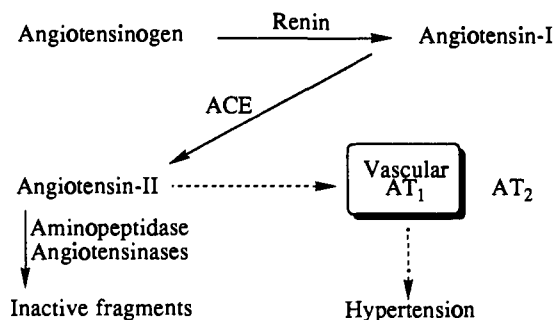 Angiotensinogen Renin Angiotensin-I
ACE
Angiotensin-II Vascular AT₁ AT₂
Aminopeptidase
Angiotensinases
Inactive fragments Hypertension